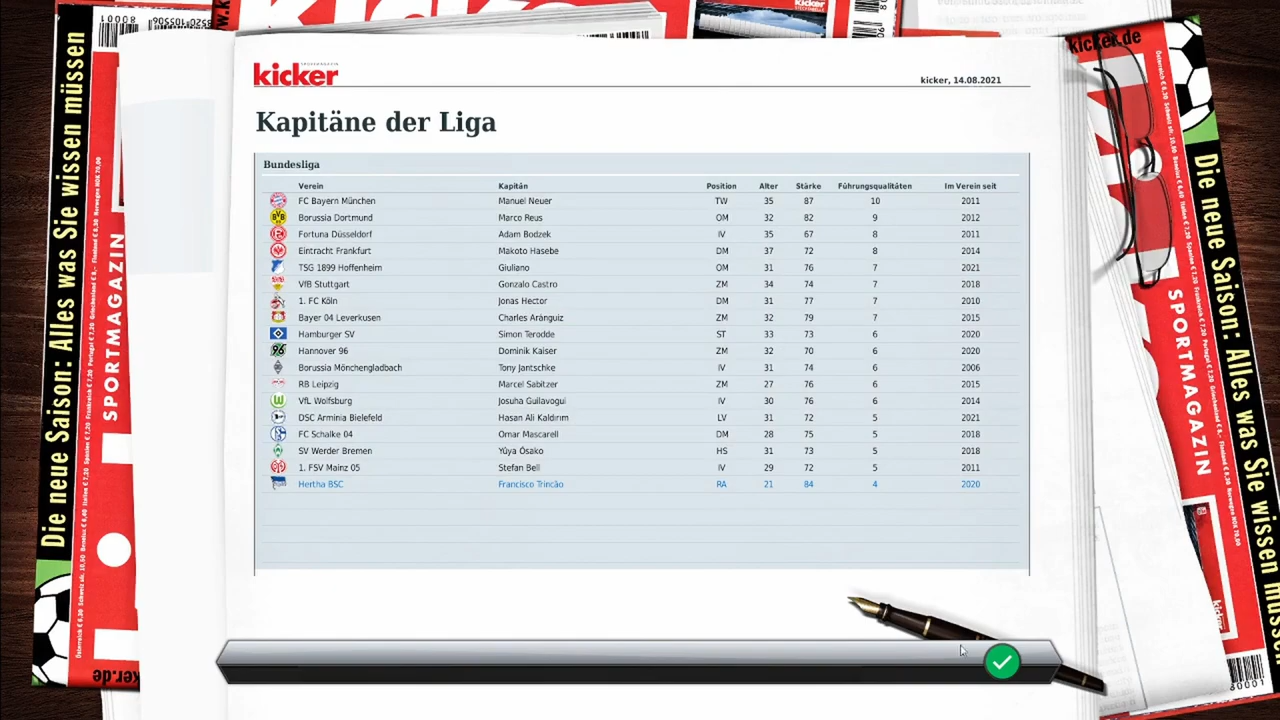 kicker
kicker, 14.08.2021
Kapitäne der Liga
Bundesliga
Verein Kapitän Position Alter Stärke Führungsqualitäten Im Verein seit
FC Bayern München Manuel Neuer TW 35 87 10 2011
Borussia Dortmund Marco Reus OM 32 82 9 2012
Fortuna Düsseldorf Adam Bodzek IV 35 67 8 2011
Eintracht Frankfurt Makoto Hasebe DM 37 72 8 2014
TSG 1899 Hoffenheim Giuliano OM 31 76 7 2021
VfB Stuttgart Gonzalo Castro ZM 34 74 7 2018
1. FC Köln Jonas Hector DM 31 77 7 2010
Bayer 04 Leverkusen Charles Aránguiz ZM 32 79 7 2015
Hamburger SV Simon Terodde ST 33 73 6 2020
Hannover 96 Dominik Kaiser ZM 32 70 6 2020
Borussia Mönchengladbach Tony Jantschke IV 31 74 6 2006
RB Leipzig Marcel Sabitzer ZM 27 76 6 2015
VfL Wolfsburg Josuha Guilavogui IV 30 76 6 2014
DSC Arminia Bielefeld Hasan Ali Kaldırım LV 31 72 5 2021
FC Schalke 04 Omar Mascarell DM 28 75 5 2018
SV Werder Bremen Yūya Ōsako HS 31 73 5 2018
1. FSV Mainz 05 Stefan Bell IV 29 72 5 2011
Hertha BSC Francisco Trincão RA 21 84 4 2020
Die neue Saison: Alles was Sie wissen müssen
SPORTMAGAZIN
kicker.de
Die neue Saison: Alles was Sie wissen müssen
SPORTMAGAZIN
kicker